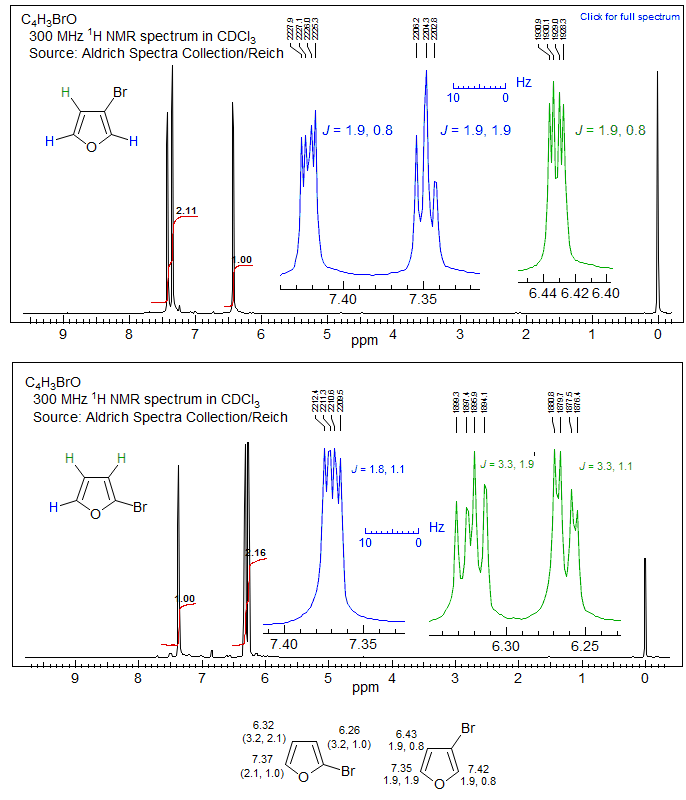 C4H3BrO
300 MHz ¹H NMR spectrum in CDCl₃
Source: Aldrich Spectra Collection/Reich
Click for full spectrum
2227.9 2227.1 2226.0 2225.3
2206.2 2204.3 2202.8
1930.9 1930.1 1929.0 1928.3
H Br
H O H
10 0 Hz
J = 1.9, 0.8
J = 1.9, 1.9
J = 1.9, 0.8
2.11
1.00
7.40 7.35
6.44 6.42 6.40
9 8 7 6 5 4 3 2 1 0
ppm
C4H3BrO
300 MHz ¹H NMR spectrum in CDCl₃
Source: Aldrich Spectra Collection/Reich
2212.4 2211.3 2210.6 2209.5
1899.3 1897.4 1895.9 1894.1
1880.8 1879.7 1877.5 1876.4
H H
H O Br
J = 1.8, 1.1
J = 3.3, 1.9
J = 3.3, 1.1
10 0 Hz
1.00
2.16
7.40 7.35
6.30 6.25
9 8 7 6 5 4 3 2 1 0
ppm
6.32
(3.2, 2.1)
6.26
(3.2, 1.0)
7.37
(2.1, 1.0)
O Br
6.43
1.9, 0.8
Br
7.35
1.9, 1.9
O
7.42
1.9, 0.8